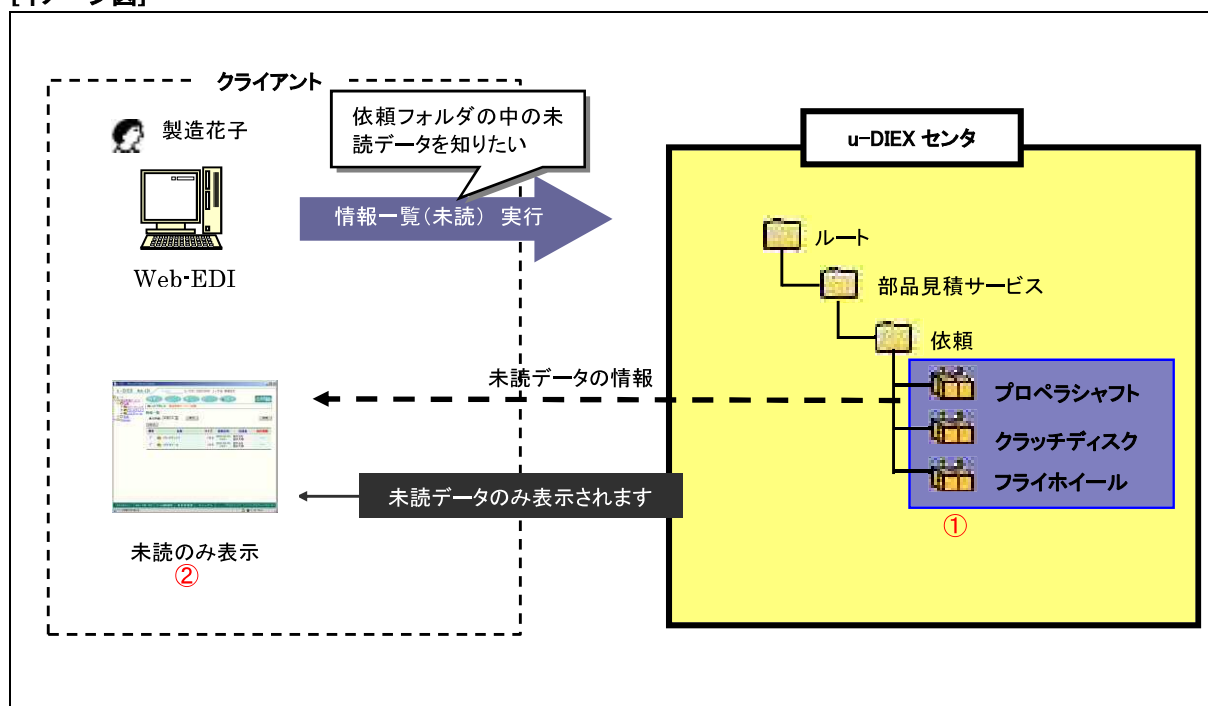 [イメージ図]
クライアント
製造花子
依頼フォルダの中の未
読データを知りたい
u-DIEX センタ
情報一覧(未読) 実行
Web-EDI
ルート
部品見積サービス
依頼
未読データの情報
プロペラシャフト
クラッチディスク
フライホイール
未読データのみ表示されます
①
未読のみ表示
②